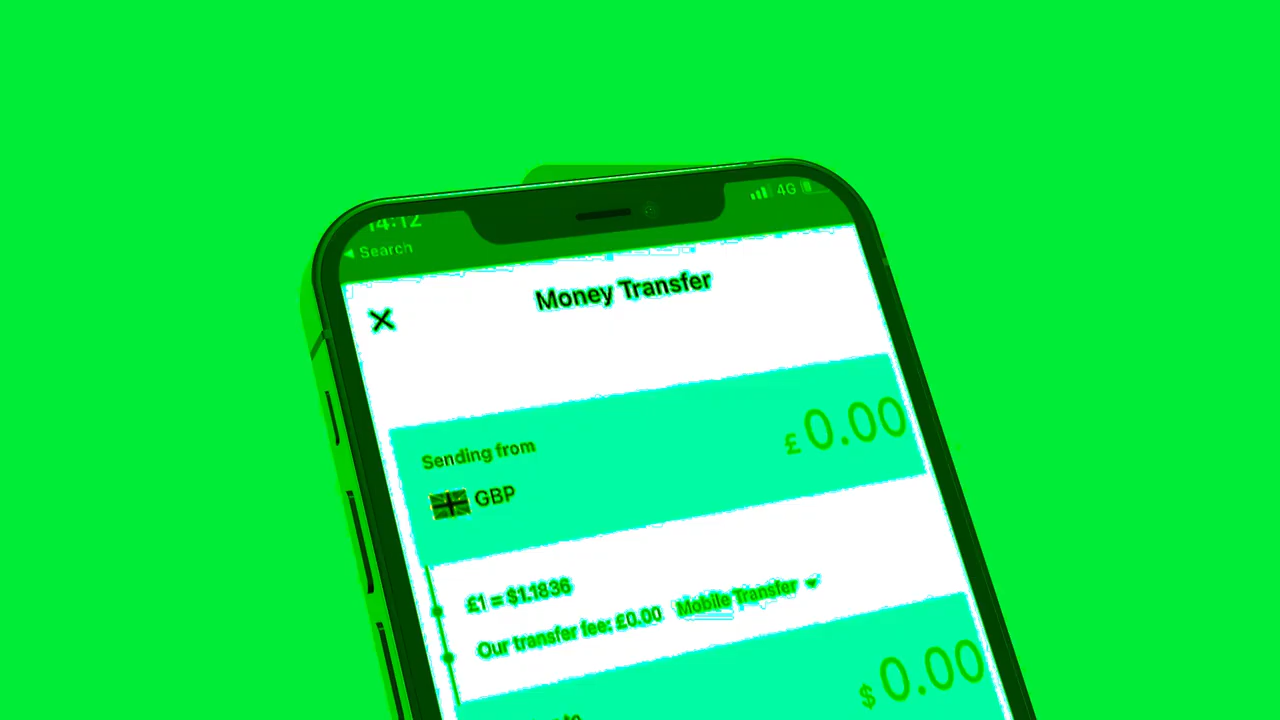 14:12
4G
◀ Search
Money Transfer
Sending from
£0.00
GBP
£1 = $1.1836
Our transfer fee: £0.00 Mobile Transfer
$0.00